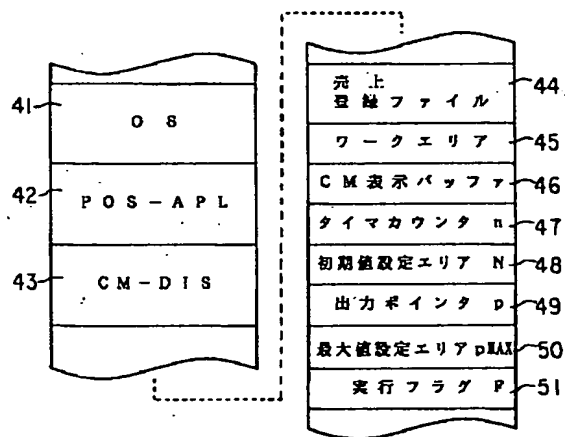 41
OS
42
POS-APL
43
CM-DIS
売上
登録ファイル
44
ワークエリア
45
CM表示バッファ
46
タイマカウンタ n
47
初期値設定エリア N
48
出力ポインタ p
49
最大値設定エリア pMAX
50
実行フラグ F
51